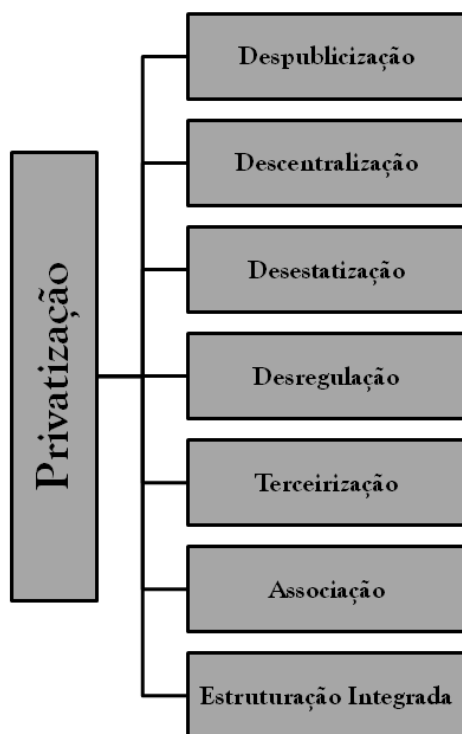 Privatização
Despublicização
Descentralização
Desestatização
Desregulação
Terceirização
Associação
Estruturação Integrada